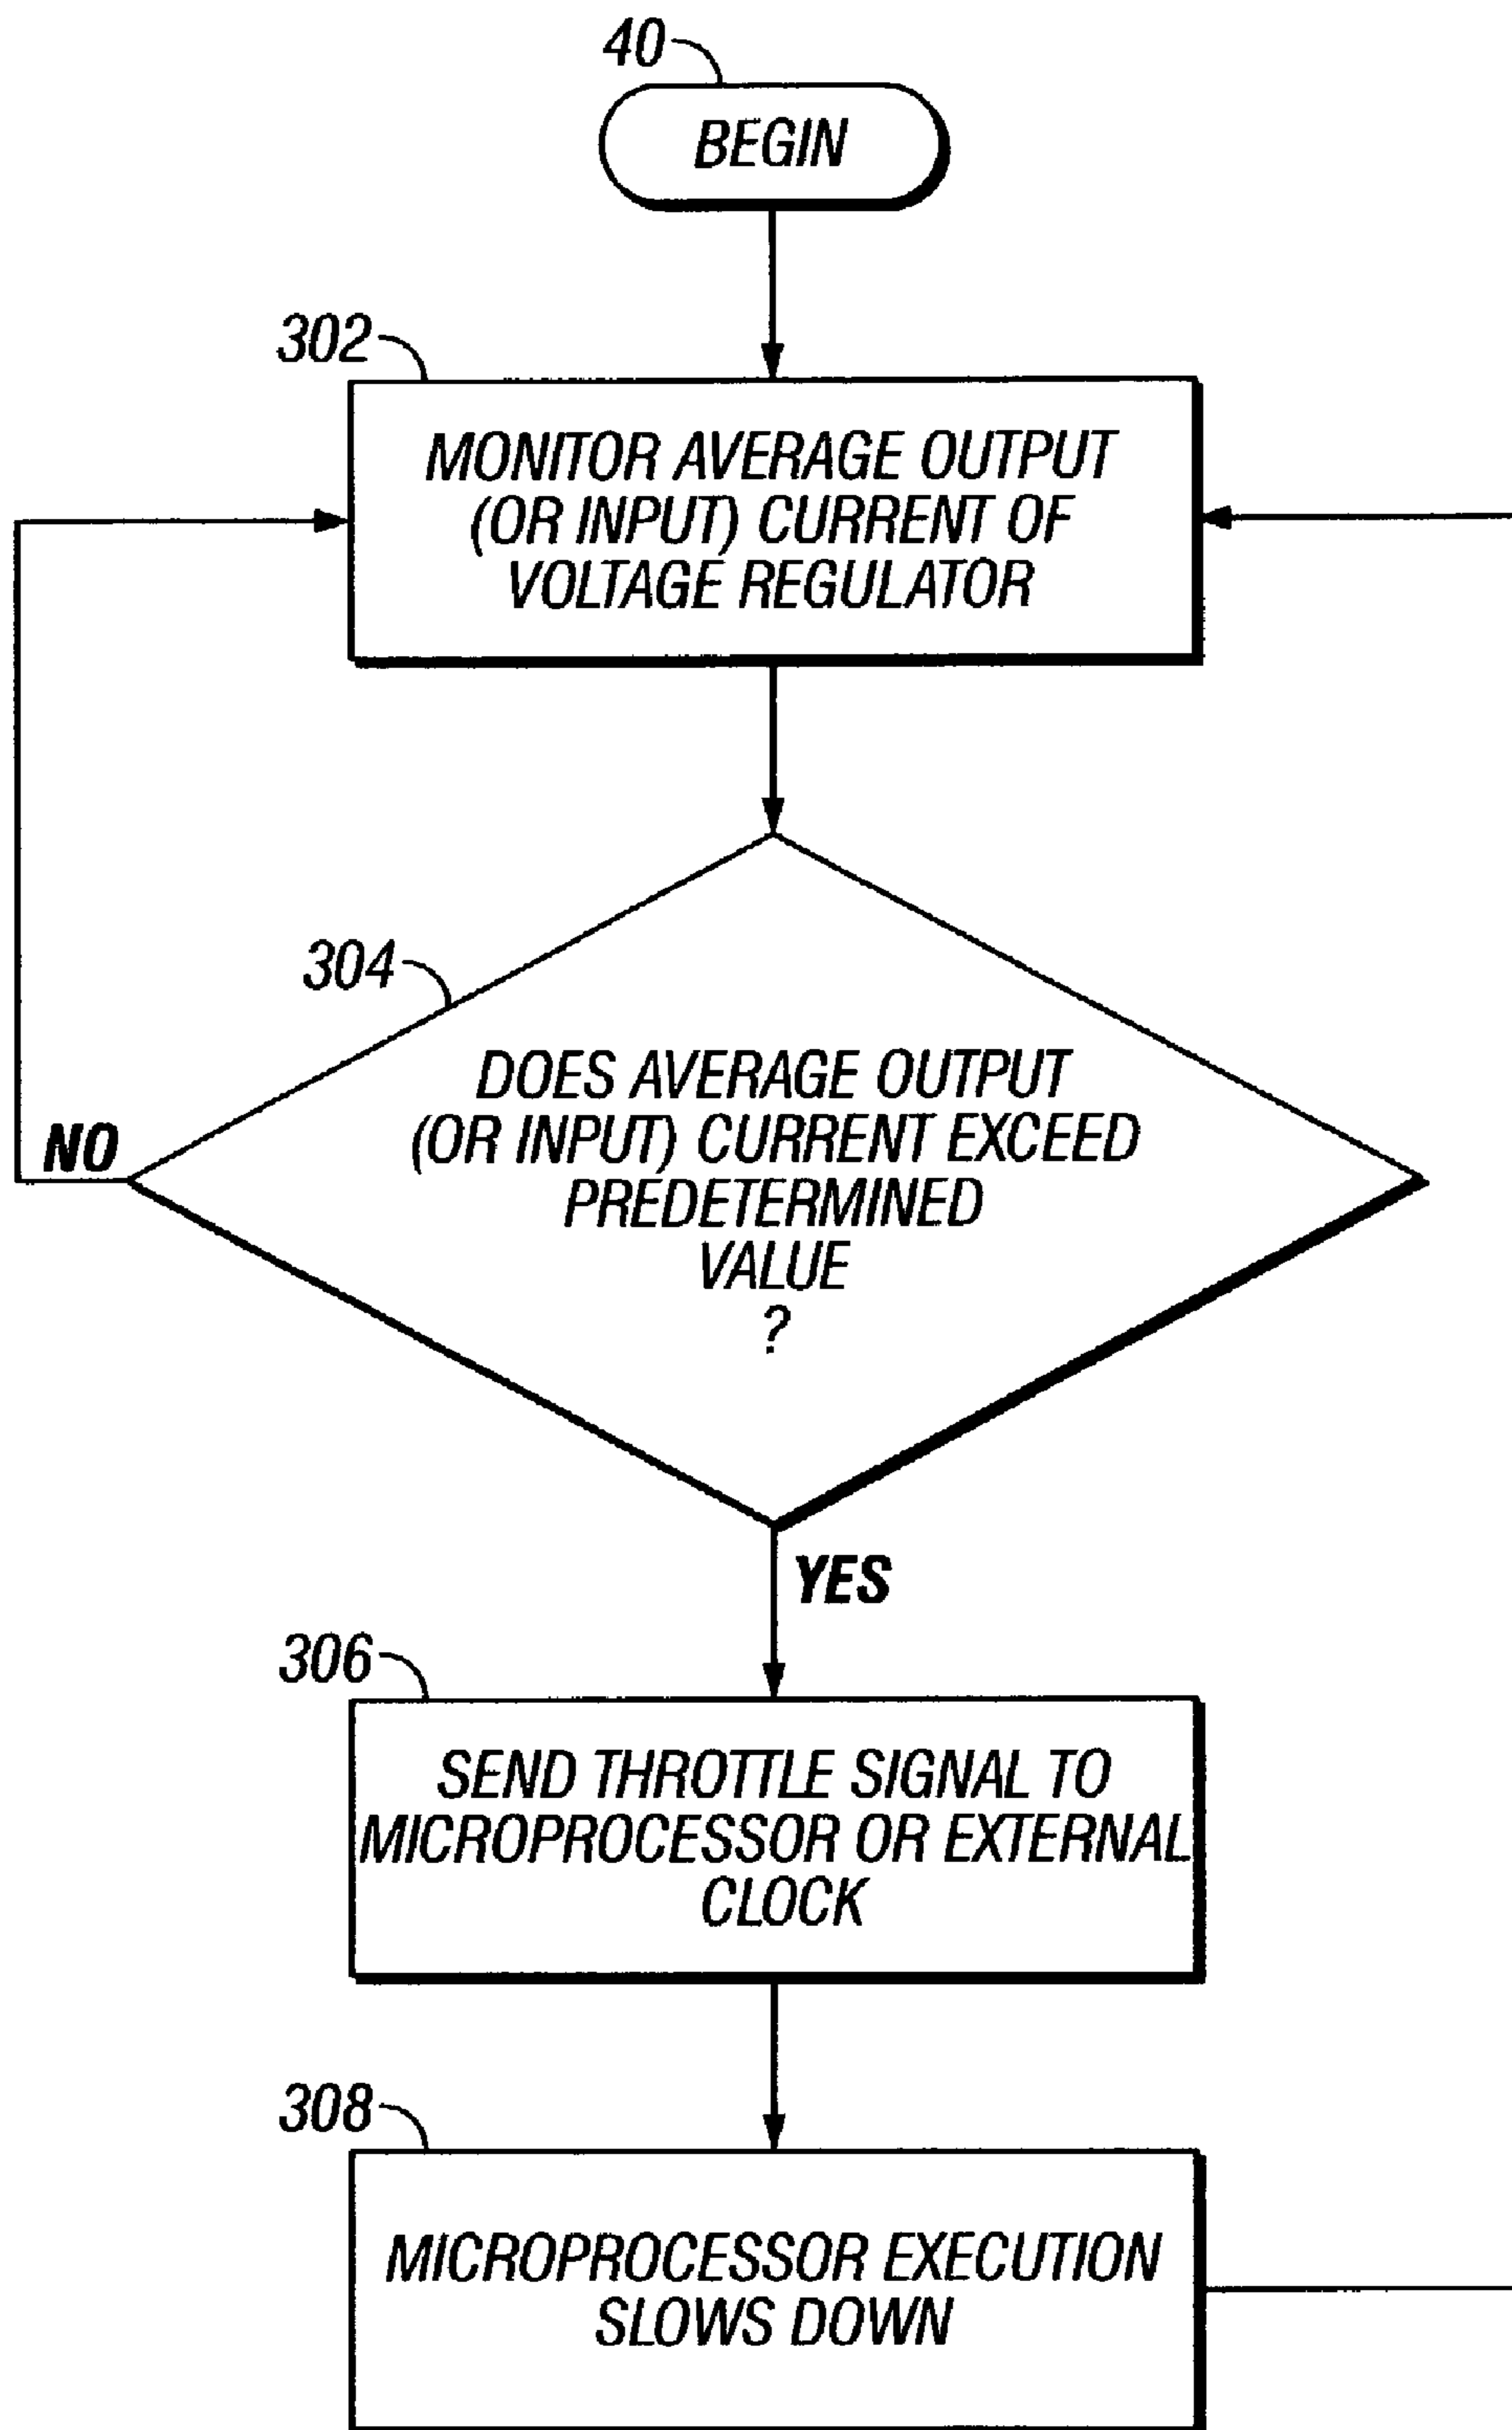 40
BEGIN
302
MONITOR AVERAGE OUTPUT
(OR INPUT) CURRENT OF
VOLTAGE REGULATOR
304
DOES AVERAGE OUTPUT
(OR INPUT) CURRENT EXCEED
PREDETERMINED
VALUE
?
NO
YES
306
SEND THROTTLE SIGNAL TO
MICROPROCESSOR OR EXTERNAL
CLOCK
308
MICROPROCESSOR EXECUTION
SLOWS DOWN